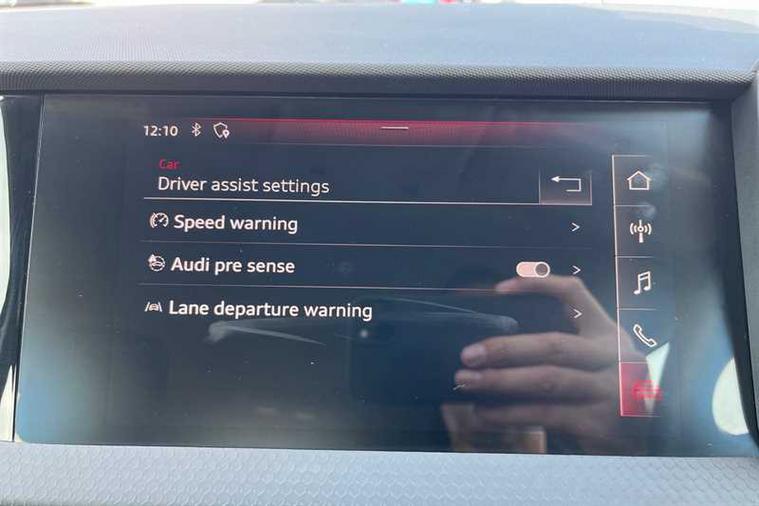 12:10
Car
Driver assist settings
Speed warning
Audi pre sense
Lane departure warning